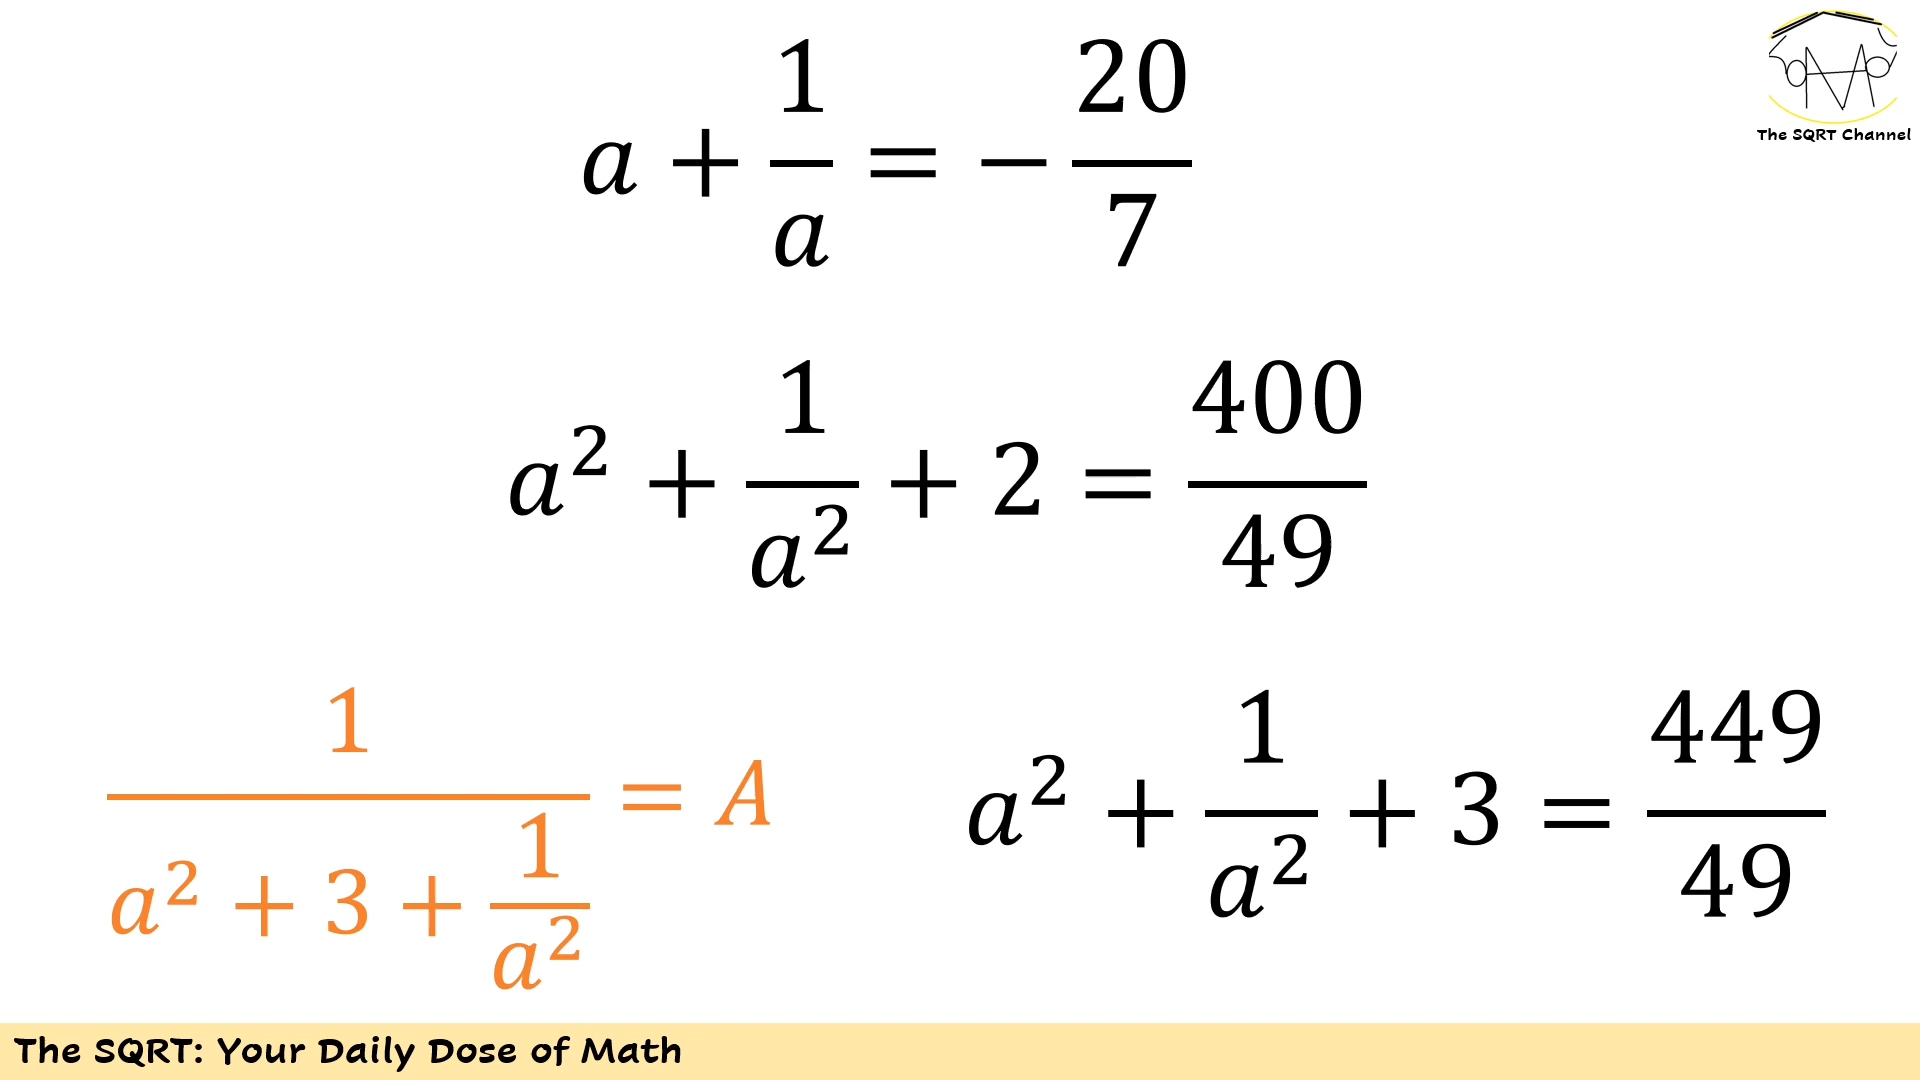 The SQRT Channel
a + 1/a = − 20/7
a² + 1/a² + 2 = 400/49
1/(a² + 3 + 1/a²) = A
a² + 1/a² + 3 = 449/49
The SQRT: Your Daily Dose of Math